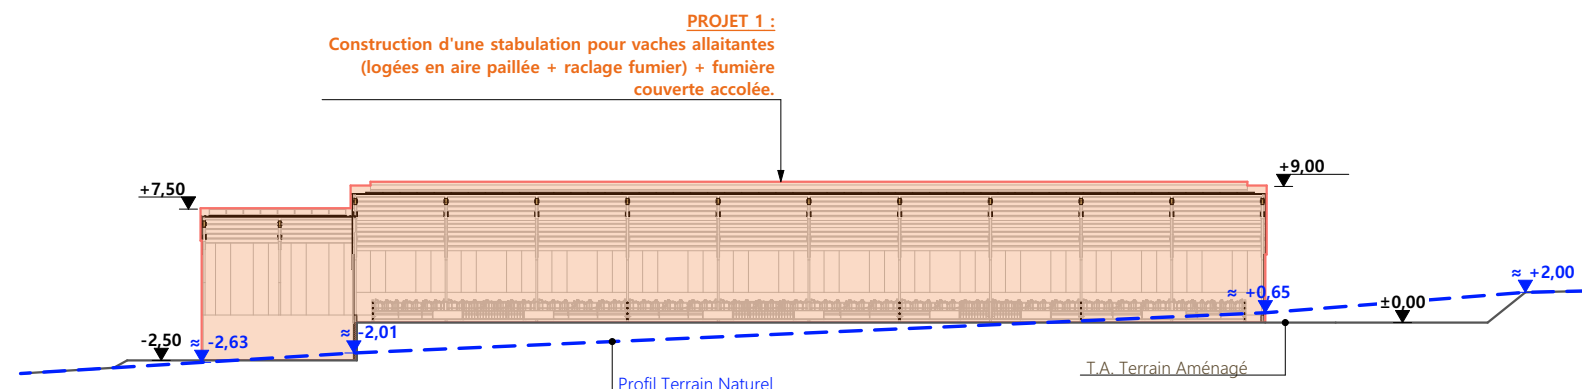 PROJET 1 :
Construction d'une stabulation pour vaches allaitantes
(logées en aire paillée + raclage fumier) + fumière
couverte accolée.
+9,00
+7,50
≈ +2,00
≈ +0,65
±0,00
≈ -2,01
-2,50
≈ -2,63
T.A. Terrain Aménagé
Profil Terrain Naturel